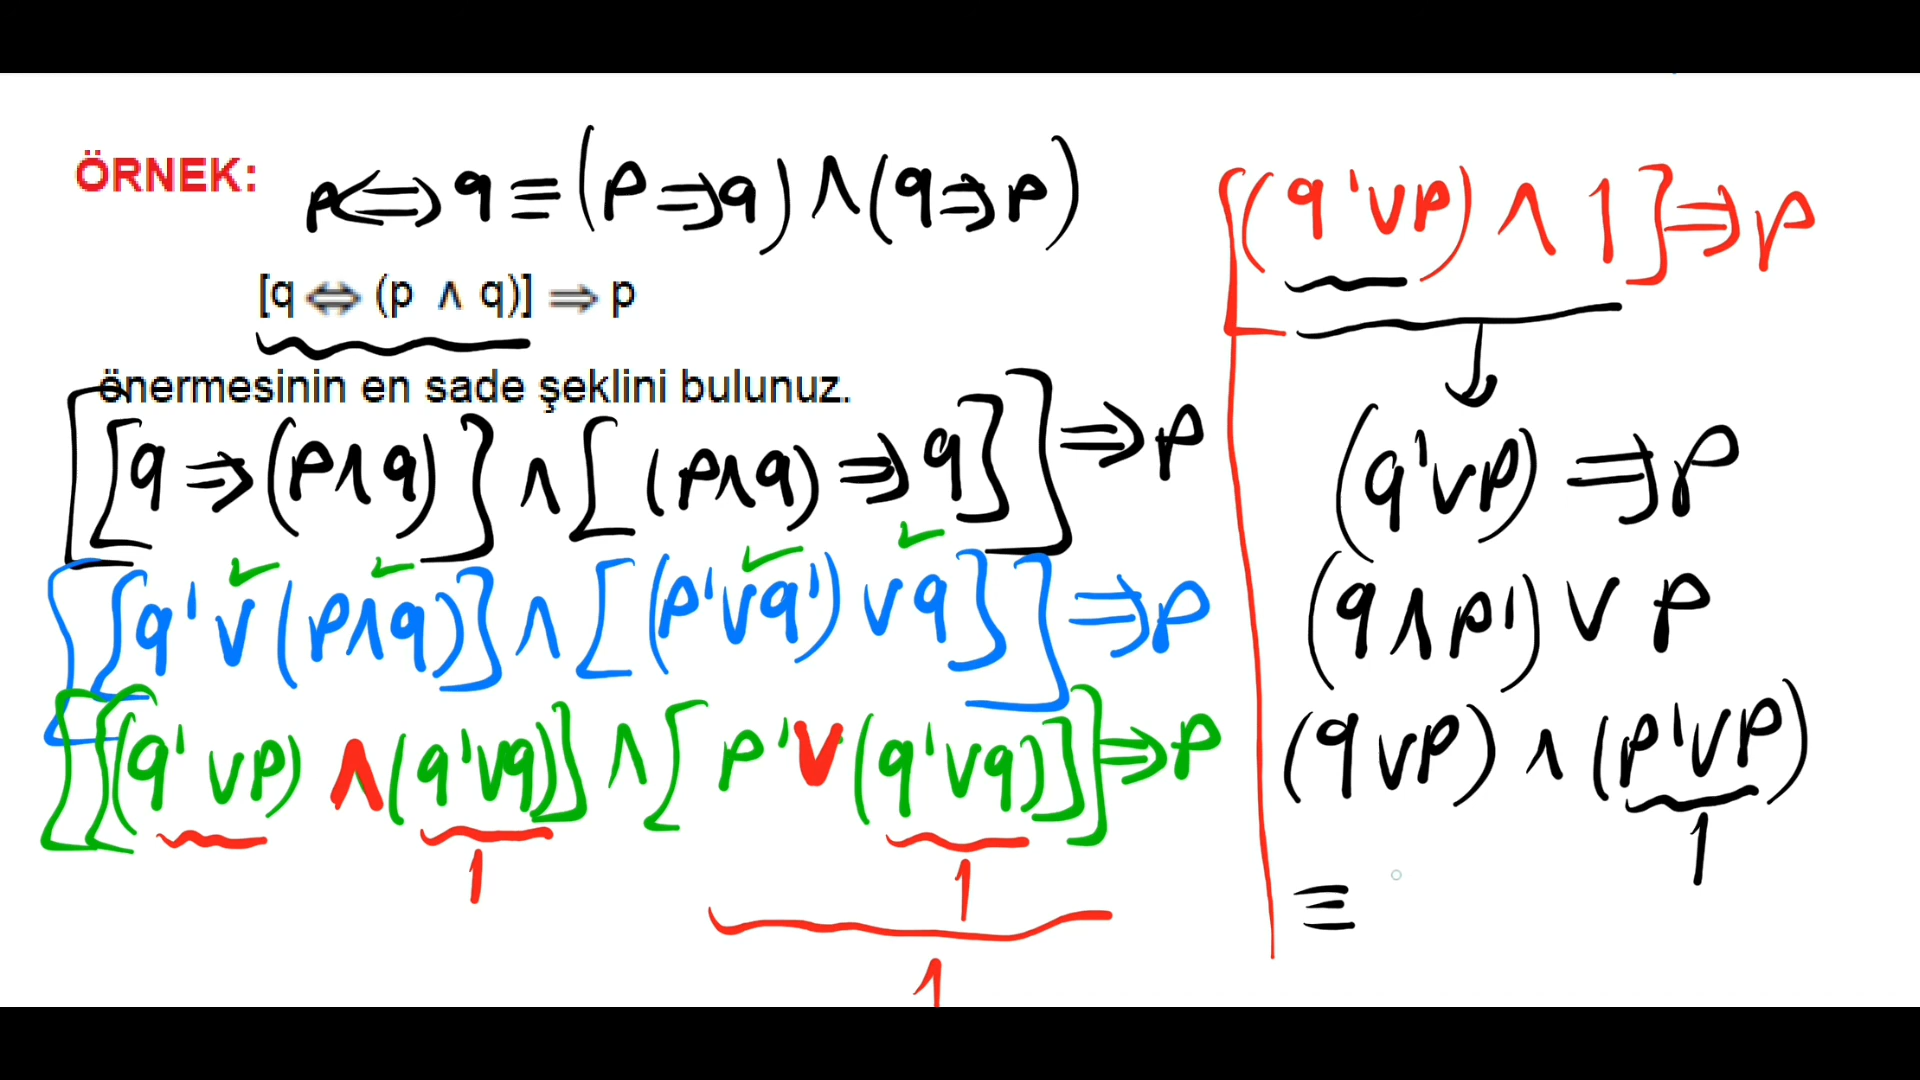 ÖRNEK:
p⇔q≡(p⇒q)∧(q⇒p)
[q⇔(p ∧ q)]⇒p
önermesinin en sade şeklini bulunuz.
[[q⇒(p∧q)]∧[(p∧q)⇒q]]⇒p
[[q'∨(p∧q)]∧[(p'∨q')∨q]]⇒p
[[(q'∨p)∧(q'∨q)]∧[p'∨(q'∨q)]]⇒p
1 1
1
[(q'∨p)∧1]⇒p
(q'∨p)⇒p
(q∧p')∨p
(q∨p)∧(p'∨p)
1
≡